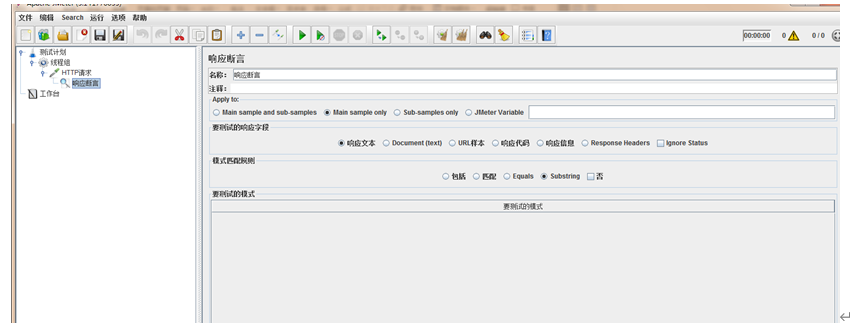 文件 编辑 Search 运行 选项 帮助
00:00:00 0 0 / 0
测试计划
线程组
HTTP请求
响应断言
工作台
响应断言
名称： 响应断言
注释：
Apply to:
Main sample and sub-samples Main sample only Sub-samples only JMeter Variable
要测试的响应字段
响应文本 Document (text) URL样本 响应代码 响应信息 Response Headers Ignore Status
模式匹配规则
包括 匹配 Equals Substring 否
要测试的模式
要测试的模式